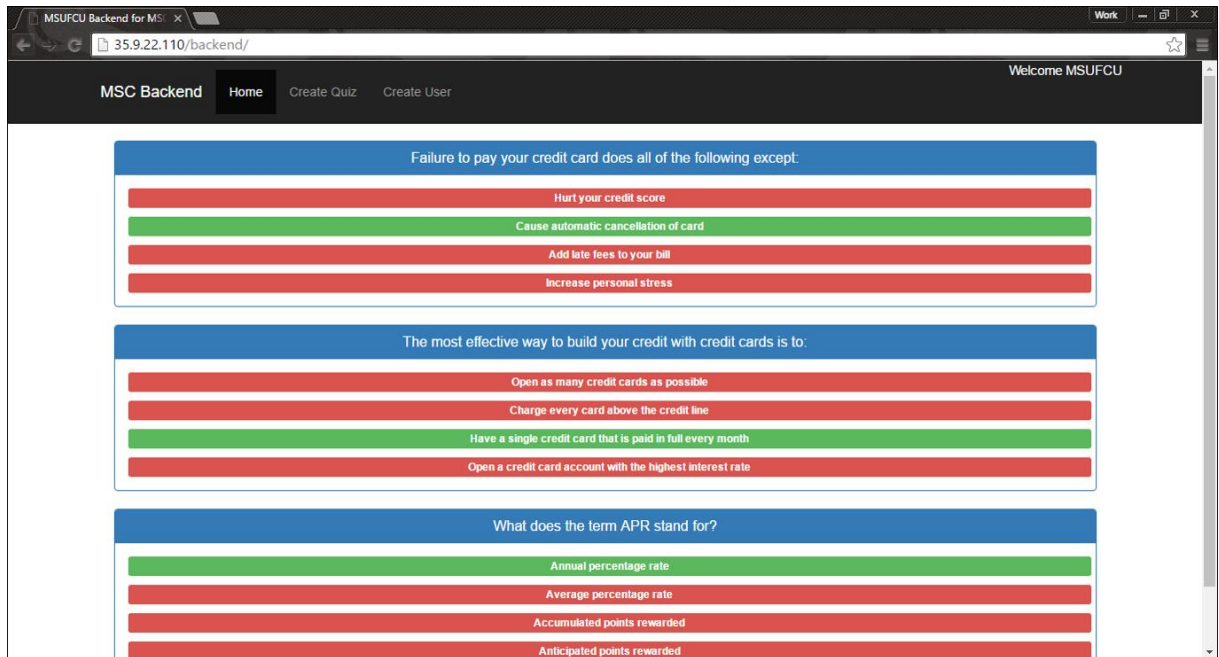 MSUFCU Backend for MS
Work
35.9.22.110/backend/
Welcome MSUFCU
MSC Backend Home Create Quiz Create User
Failure to pay your credit card does all of the following except:
Hurt your credit score
Cause automatic cancellation of card
Add late fees to your bill
Increase personal stress
The most effective way to build your credit with credit cards is to:
Open as many credit cards as possible
Charge every card above the credit line
Have a single credit card that is paid in full every month
Open a credit card account with the highest interest rate
What does the term APR stand for?
Annual percentage rate
Average percentage rate
Accumulated points rewarded
Anticipated points rewarded